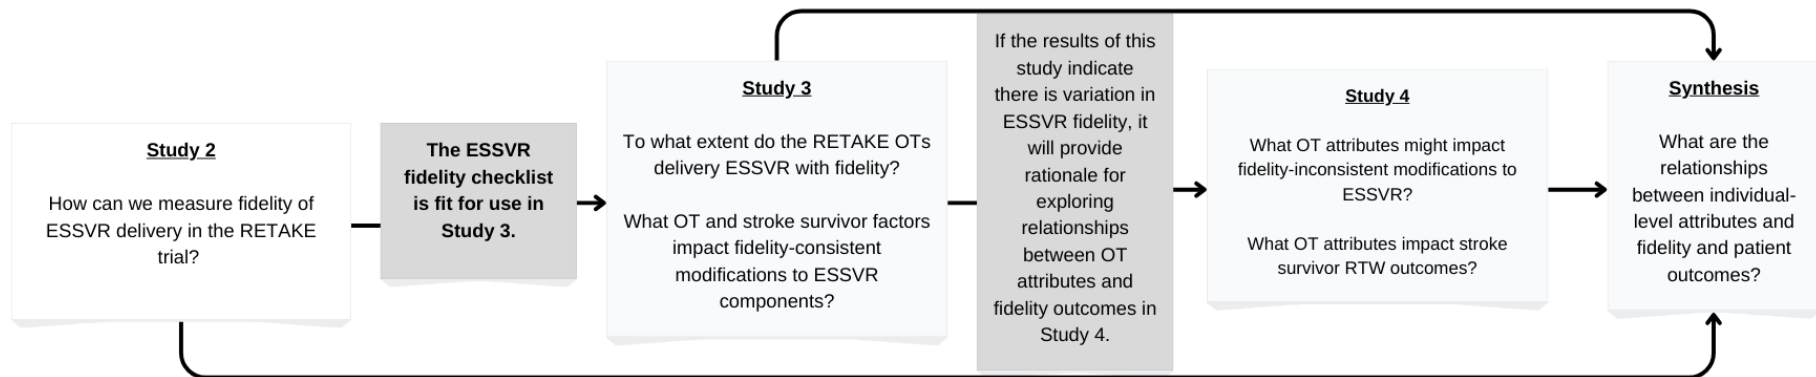 Study 2
How can we measure fidelity of
ESSVR delivery in the RETAKE
trial?
The ESSVR
fidelity checklist
is fit for use in
Study 3.
Study 3
To what extent do the RETAKE OTs
delivery ESSVR with fidelity?
What OT and stroke survivor factors
impact fidelity-consistent
modifications to ESSVR
components?
If the results of this
study indicate
there is variation in
ESSVR fidelity, it
will provide
rationale for
exploring
relationships
between OT
attributes and
fidelity outcomes in
Study 4.
Study 4
What OT attributes might impact
fidelity-inconsistent modifications to
ESSVR?
What OT attributes impact stroke
survivor RTW outcomes?
Synthesis
What are the
relationships
between individual-
level attributes and
fidelity and patient
outcomes?